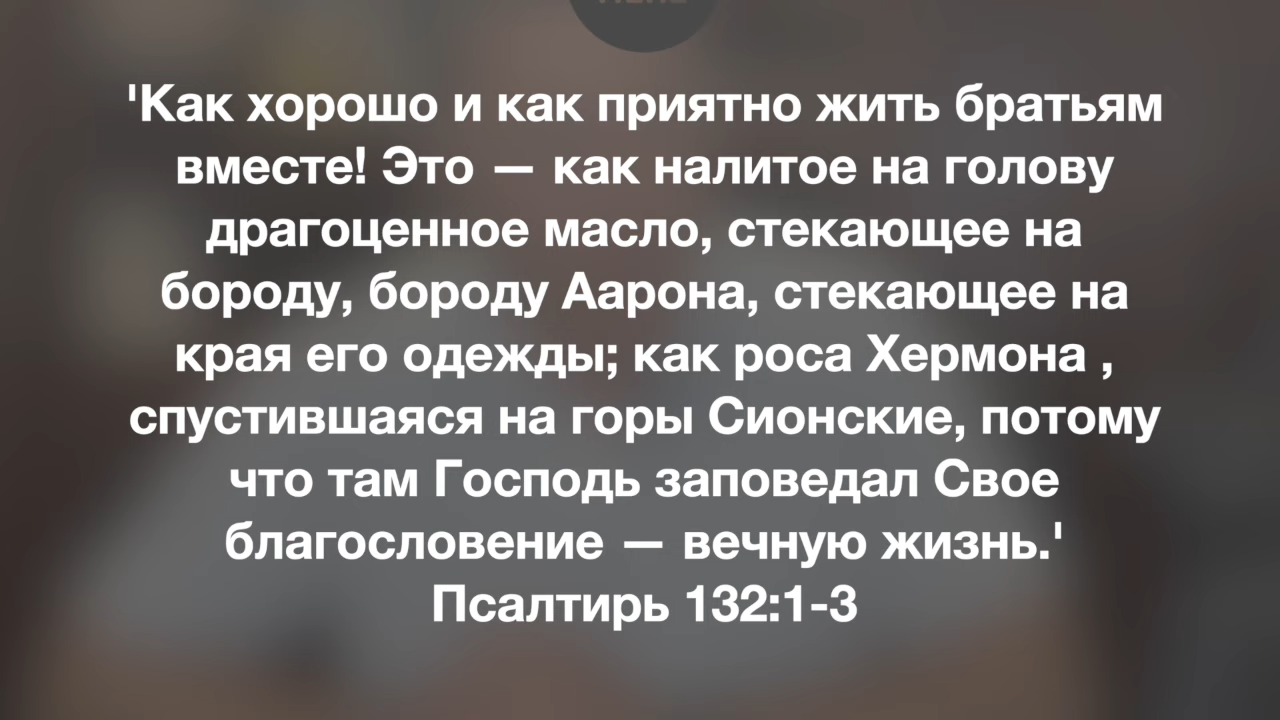 'Как хорошо и как приятно жить братьям
вместе! Это — как налитое на голову
драгоценное масло, стекающее на
бороду, бороду Аарона, стекающее на
края его одежды; как роса Хермона ,
спустившаяся на горы Сионские, потому
что там Господь заповедал Свое
благословение — вечную жизнь.'
Псалтирь 132:1-3